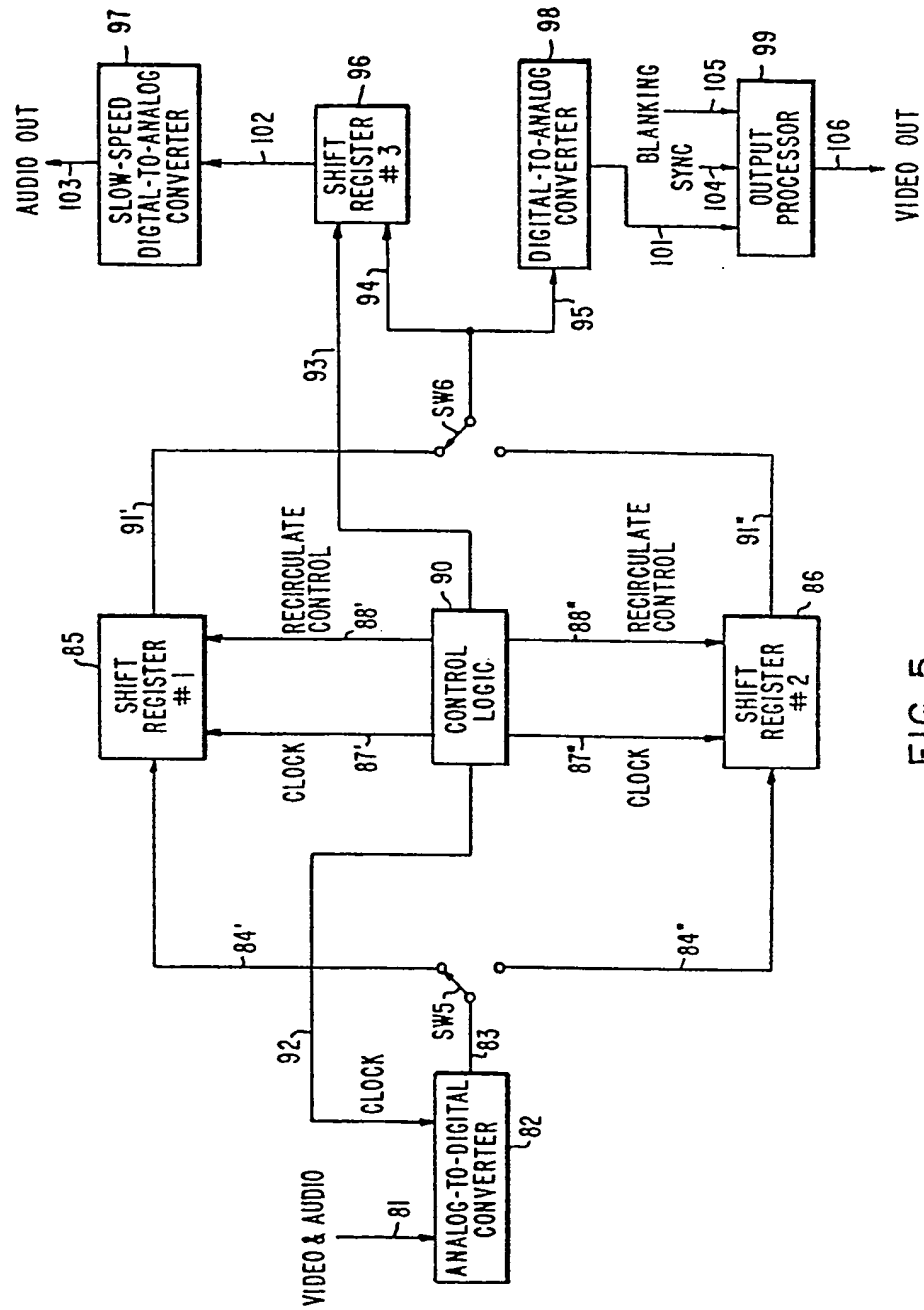 VIDEO & AUDIO
81
ANALOG-TO-DIGITAL
CONVERTER
82
CLOCK
92
83
SW5
84'
84"
SHIFT
REGISTER
#1
85
CLOCK
87'
RECIRCULATE
CONTROL
88'
CONTROL
LOGIC
90
CLOCK
87"
RECIRCULATE
CONTROL
88"
SHIFT
REGISTER
#2
86
91'
91"
SW6
93
94
95
SHIFT
REGISTER
#3
96
102
SLOW-SPEED
DIGTAL-TO-ANALOG
CONVERTER
97
103
AUDIO OUT
DIGITAL-TO-ANALOG
CONVERTER
98
101
SYNC
104
BLANKING
105
OUTPUT
PROCESSOR
99
106
VIDEO OUT
FIG 5